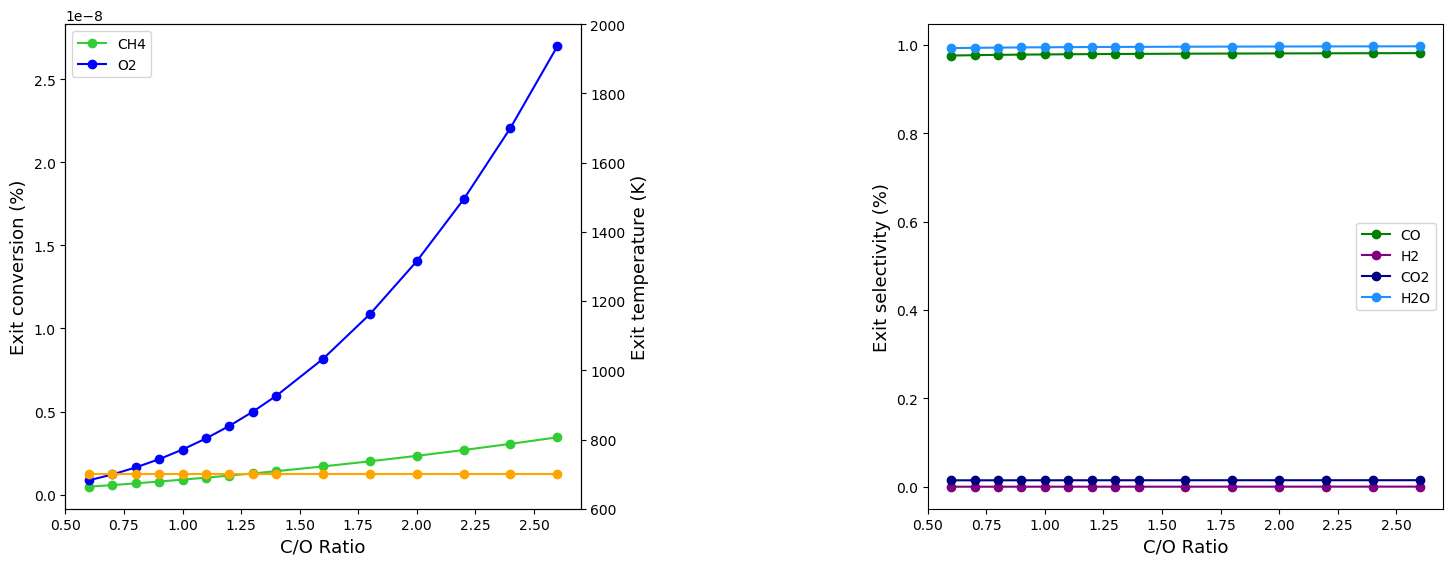 1e−8
CH4
O2
2.5
2.0
1.5
1.0
0.5
0.0
Exit conversion (%)
0.50 0.75 1.00 1.25 1.50 1.75 2.00 2.25 2.50
C/O Ratio
2000
1800
1600
1400
1200
1000
800
600
Exit temperature (K)
1.0
0.8
0.6
0.4
0.2
0.0
Exit selectivity (%)
CO
H2
CO2
H2O
0.50 0.75 1.00 1.25 1.50 1.75 2.00 2.25 2.50
C/O Ratio